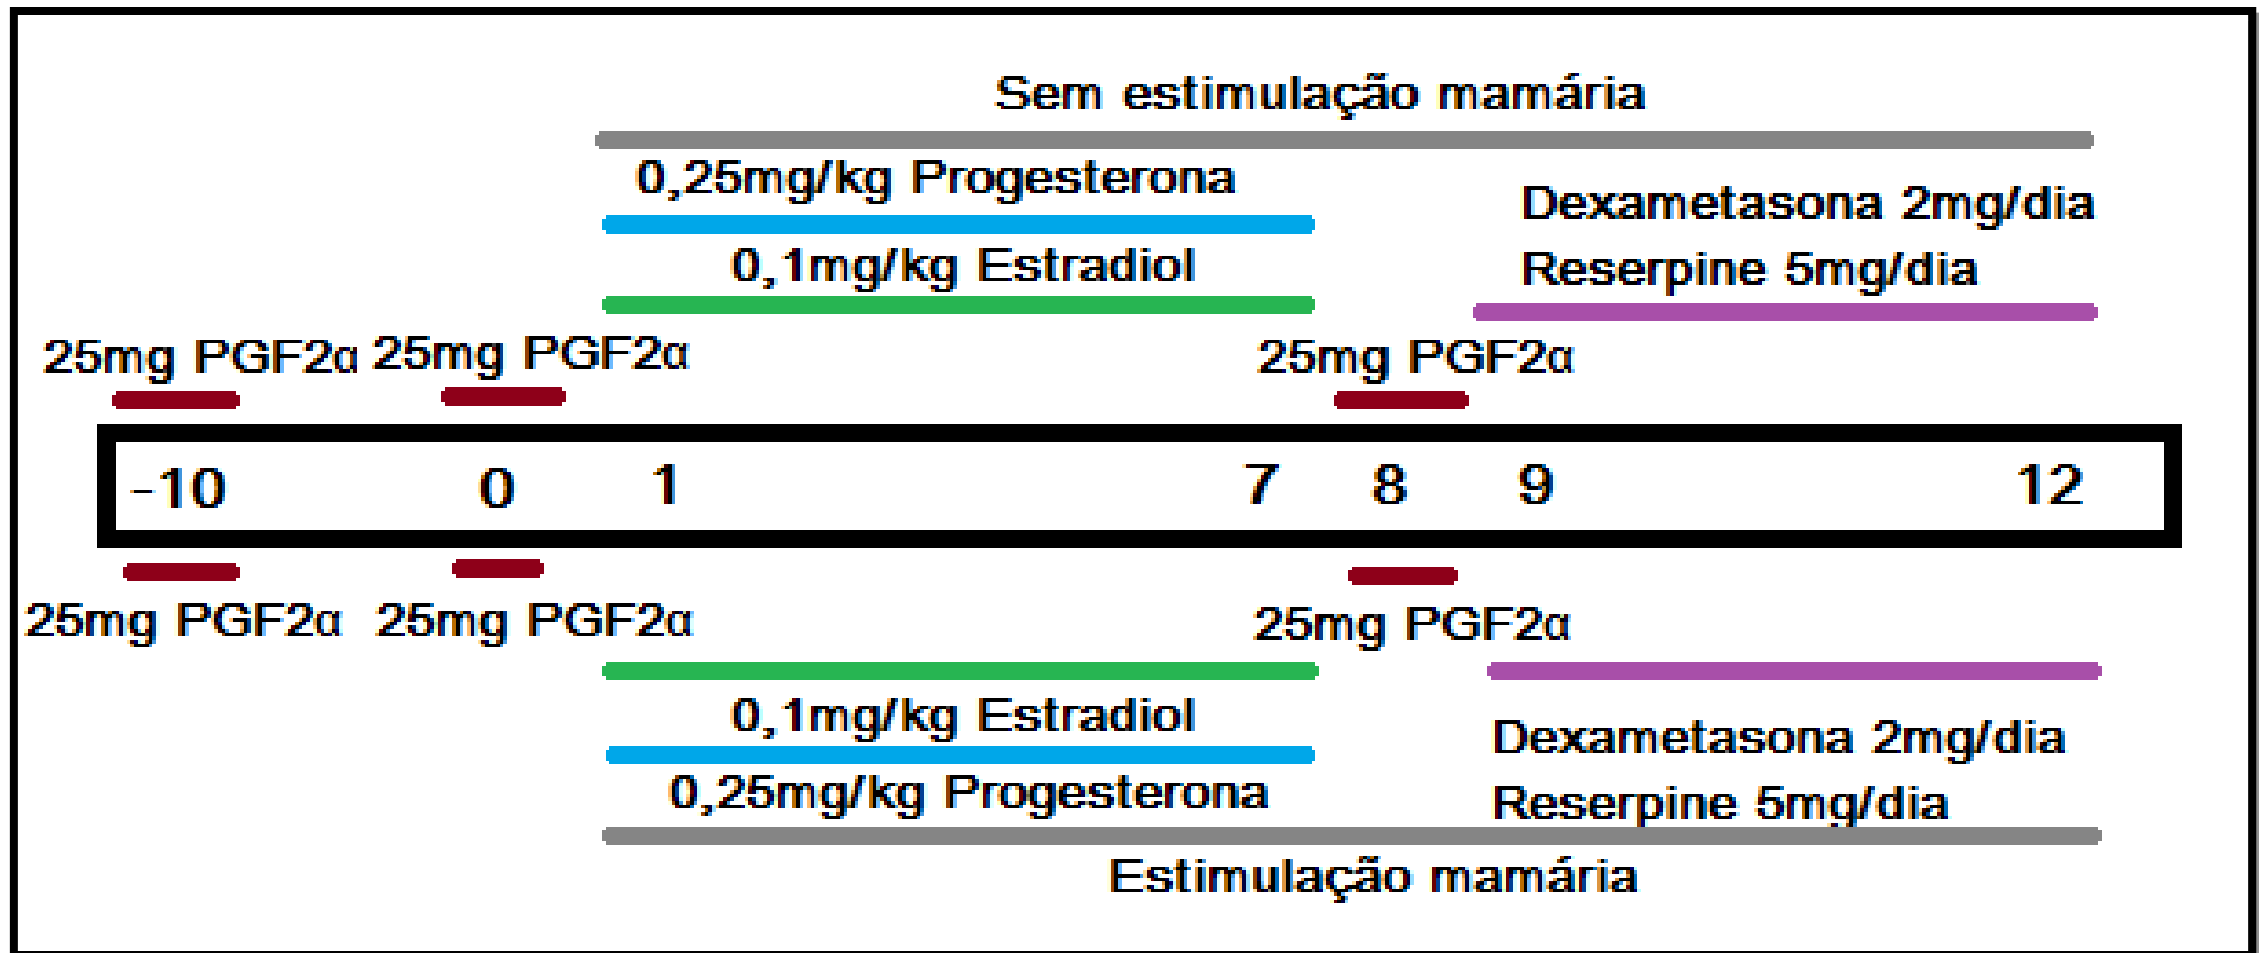 Sem estimulação mamária
0,25mg/kg Progesterona
Dexametasona 2mg/dia
0,1mg/kg Estradiol
Reserpine 5mg/dia
25mg PGF2α 25mg PGF2α 25mg PGF2α
-10 0 1 7 8 9 12
25mg PGF2α 25mg PGF2α 25mg PGF2α
0,1mg/kg Estradiol
Dexametasona 2mg/dia
0,25mg/kg Progesterona
Reserpine 5mg/dia
Estimulação mamária